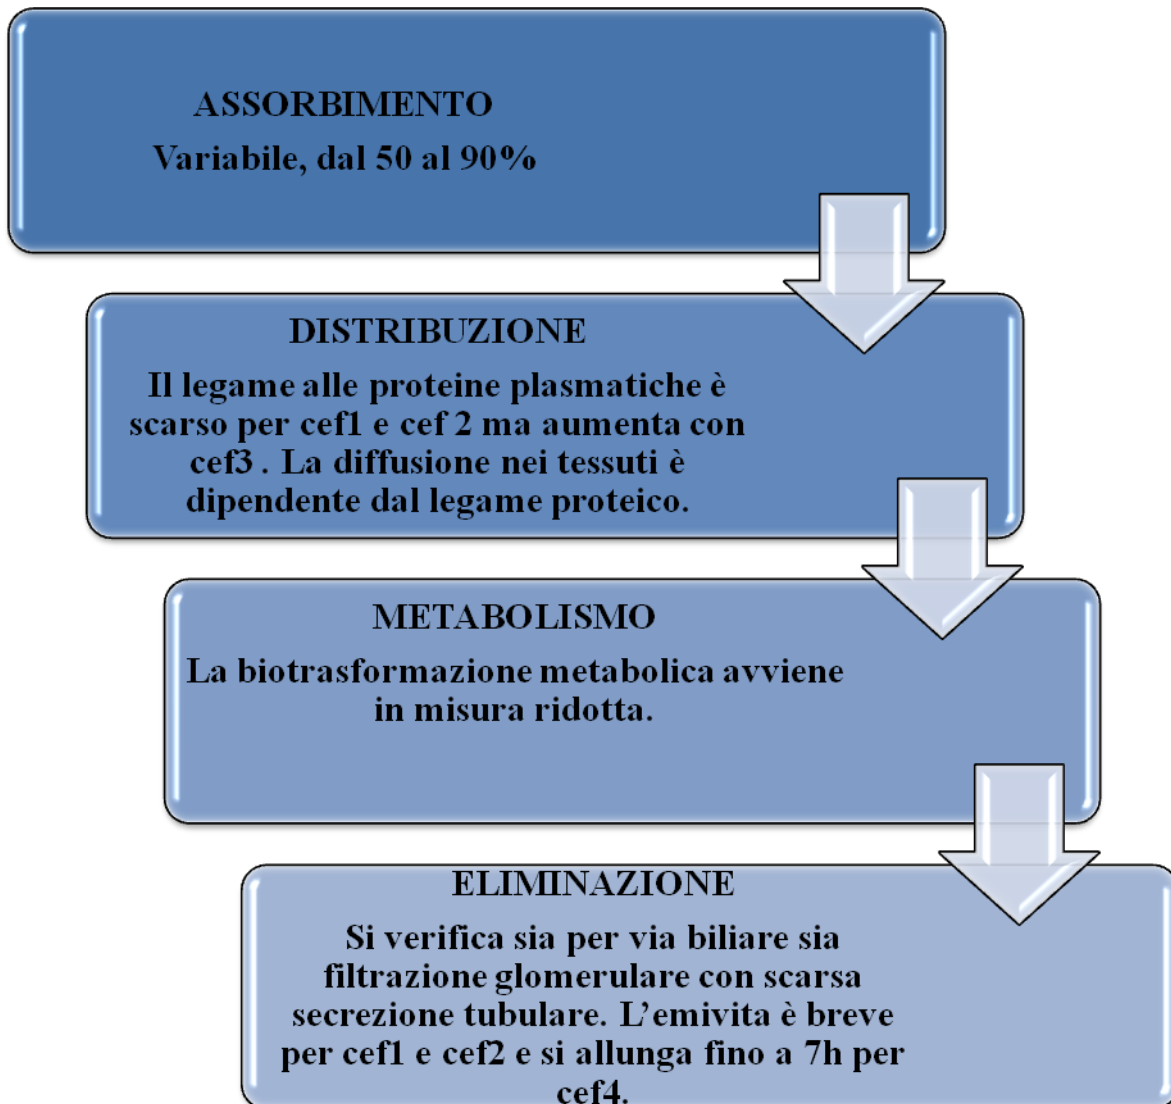 ASSORBIMENTO
Variabile, dal 50 al 90%
DISTRIBUZIONE
Il legame alle proteine plasmatiche è
scarso per cef1 e cef 2 ma aumenta con
cef3 . La diffusione nei tessuti è
dipendente dal legame proteico.
METABOLISMO
La biotrasformazione metabolica avviene
in misura ridotta.
ELIMINAZIONE
Si verifica sia per via biliare sia
filtrazione glomerulare con scarsa
secrezione tubulare. L’emivita è breve
per cef1 e cef2 e si allunga fino a 7h per
cef4.